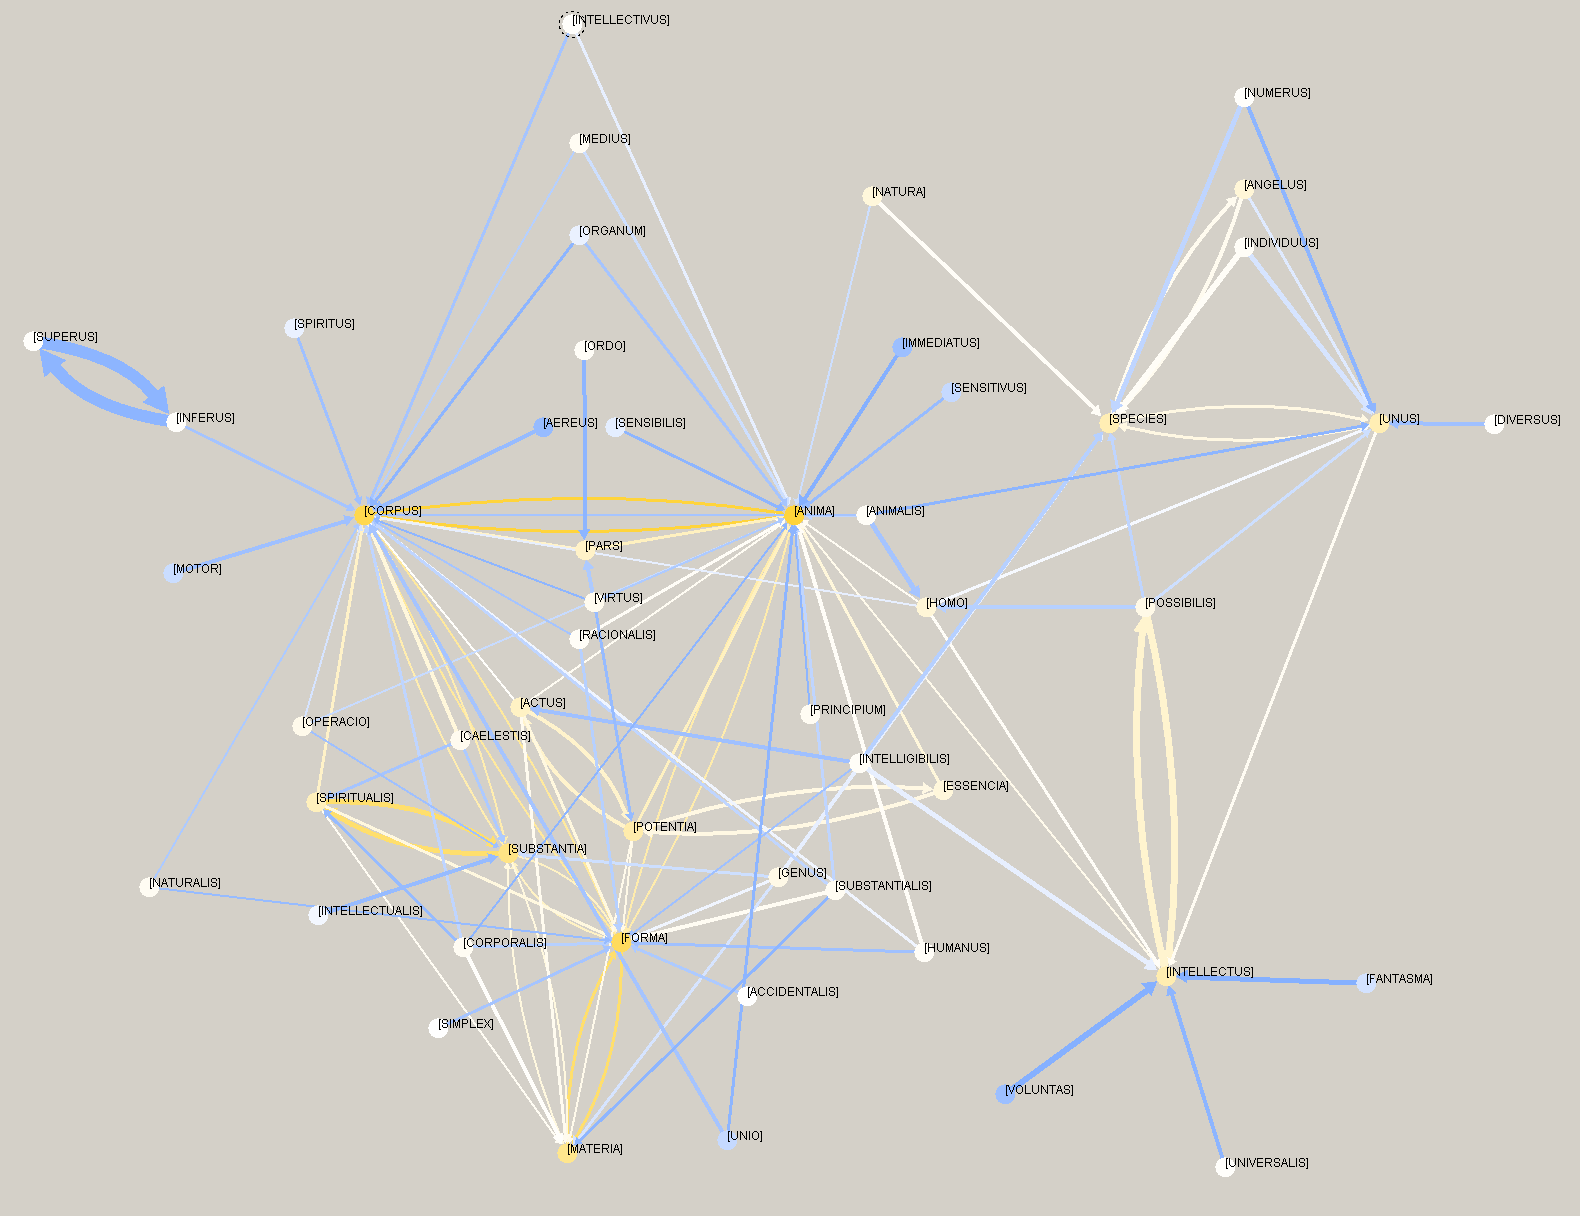 [INTELLECTIVUS]
[NUMERUS]
[MEDIUS]
[ANGELUS]
[NATURA]
[ORGANUM]
[INDIVIDUUS]
[SPIRITUS]
[SUPERUS]
[ORDO]
[IMMEDIATUS]
[SENSITIVUS]
[INFERUS]
[AEREUS]
[SENSIBILIS]
[SPECIES]
[UNUS]
[DIVERSUS]
[CORPUS]
[ANIMA]
[ANIMALIS]
[PARS]
[MOTOR]
[VIRTUS]
[HOMO]
[POSSIBILIS]
[RACIONALIS]
[ACTUS]
[PRINCIPIUM]
[OPERACIO]
[CAELESTIS]
[INTELLIGIBILIS]
[ESSENCIA]
[SPIRITUALIS]
[POTENTIA]
[SUBSTANTIA]
[GENUS]
[NATURALIS]
[SUBSTANTIALIS]
[INTELLECTUALIS]
[FORMA]
[CORPORALIS]
[HUMANUS]
[INTELLECTUS]
[FANTASMA]
[ACCIDENTALIS]
[SIMPLEX]
[VOLUNTAS]
[UNIO]
[MATERIA]
[UNIVERSALIS]